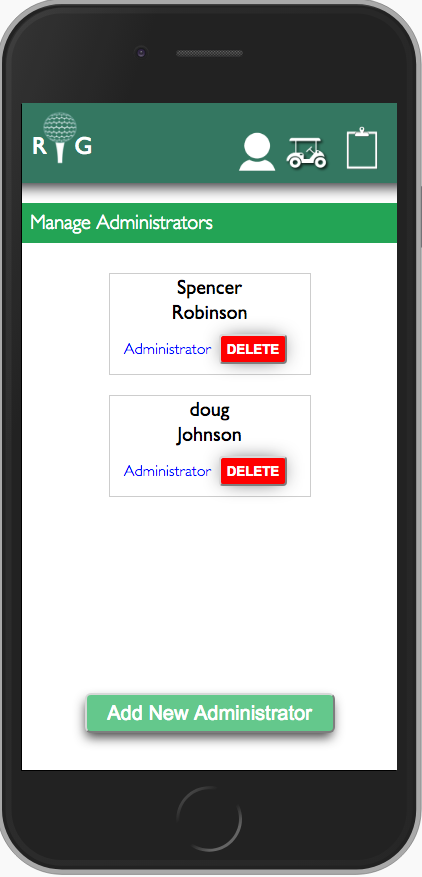 R G
Manage Administrators
Spencer
Robinson
Administrator DELETE
doug
Johnson
Administrator DELETE
Add New Administrator